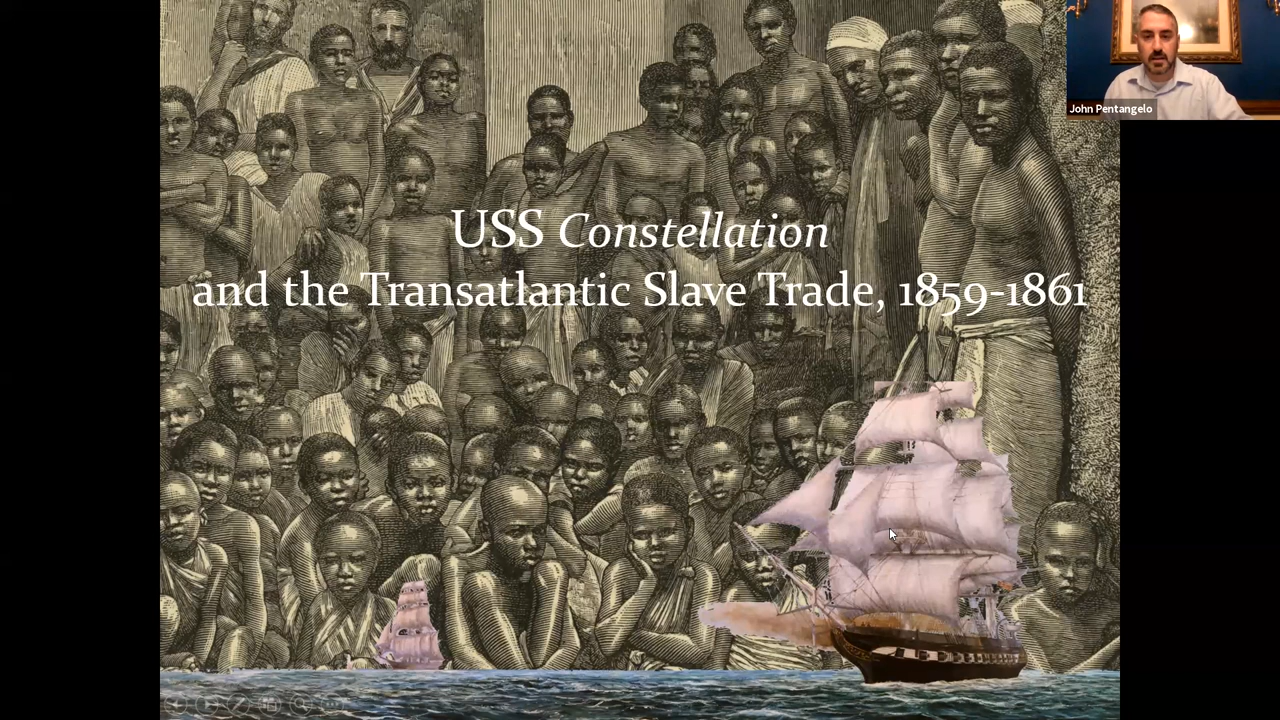 USS Constellation
and the Transatlantic Slave Trade, 1859-1861
John Pentangelo